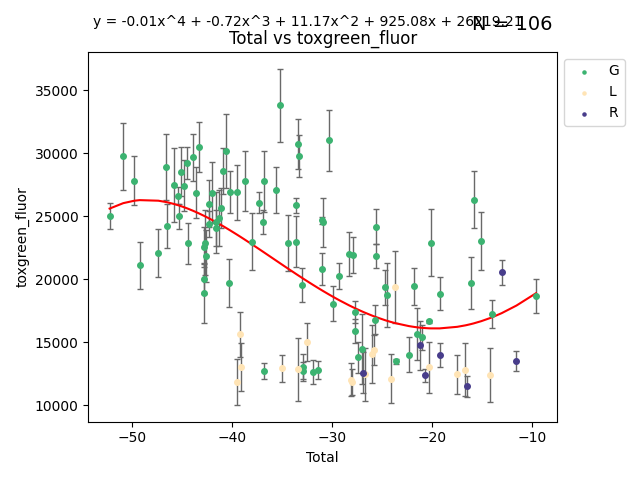 y = -0.01x^4 + -0.72x^3 + 11.17x^2 + 925.08x + 26219.21
N = 106
Total vs toxgreen_fluor
35000
30000
25000
20000
15000
10000
toxgreen_fluor
−50
−40
−30
−20
−10
Total
G
L
R